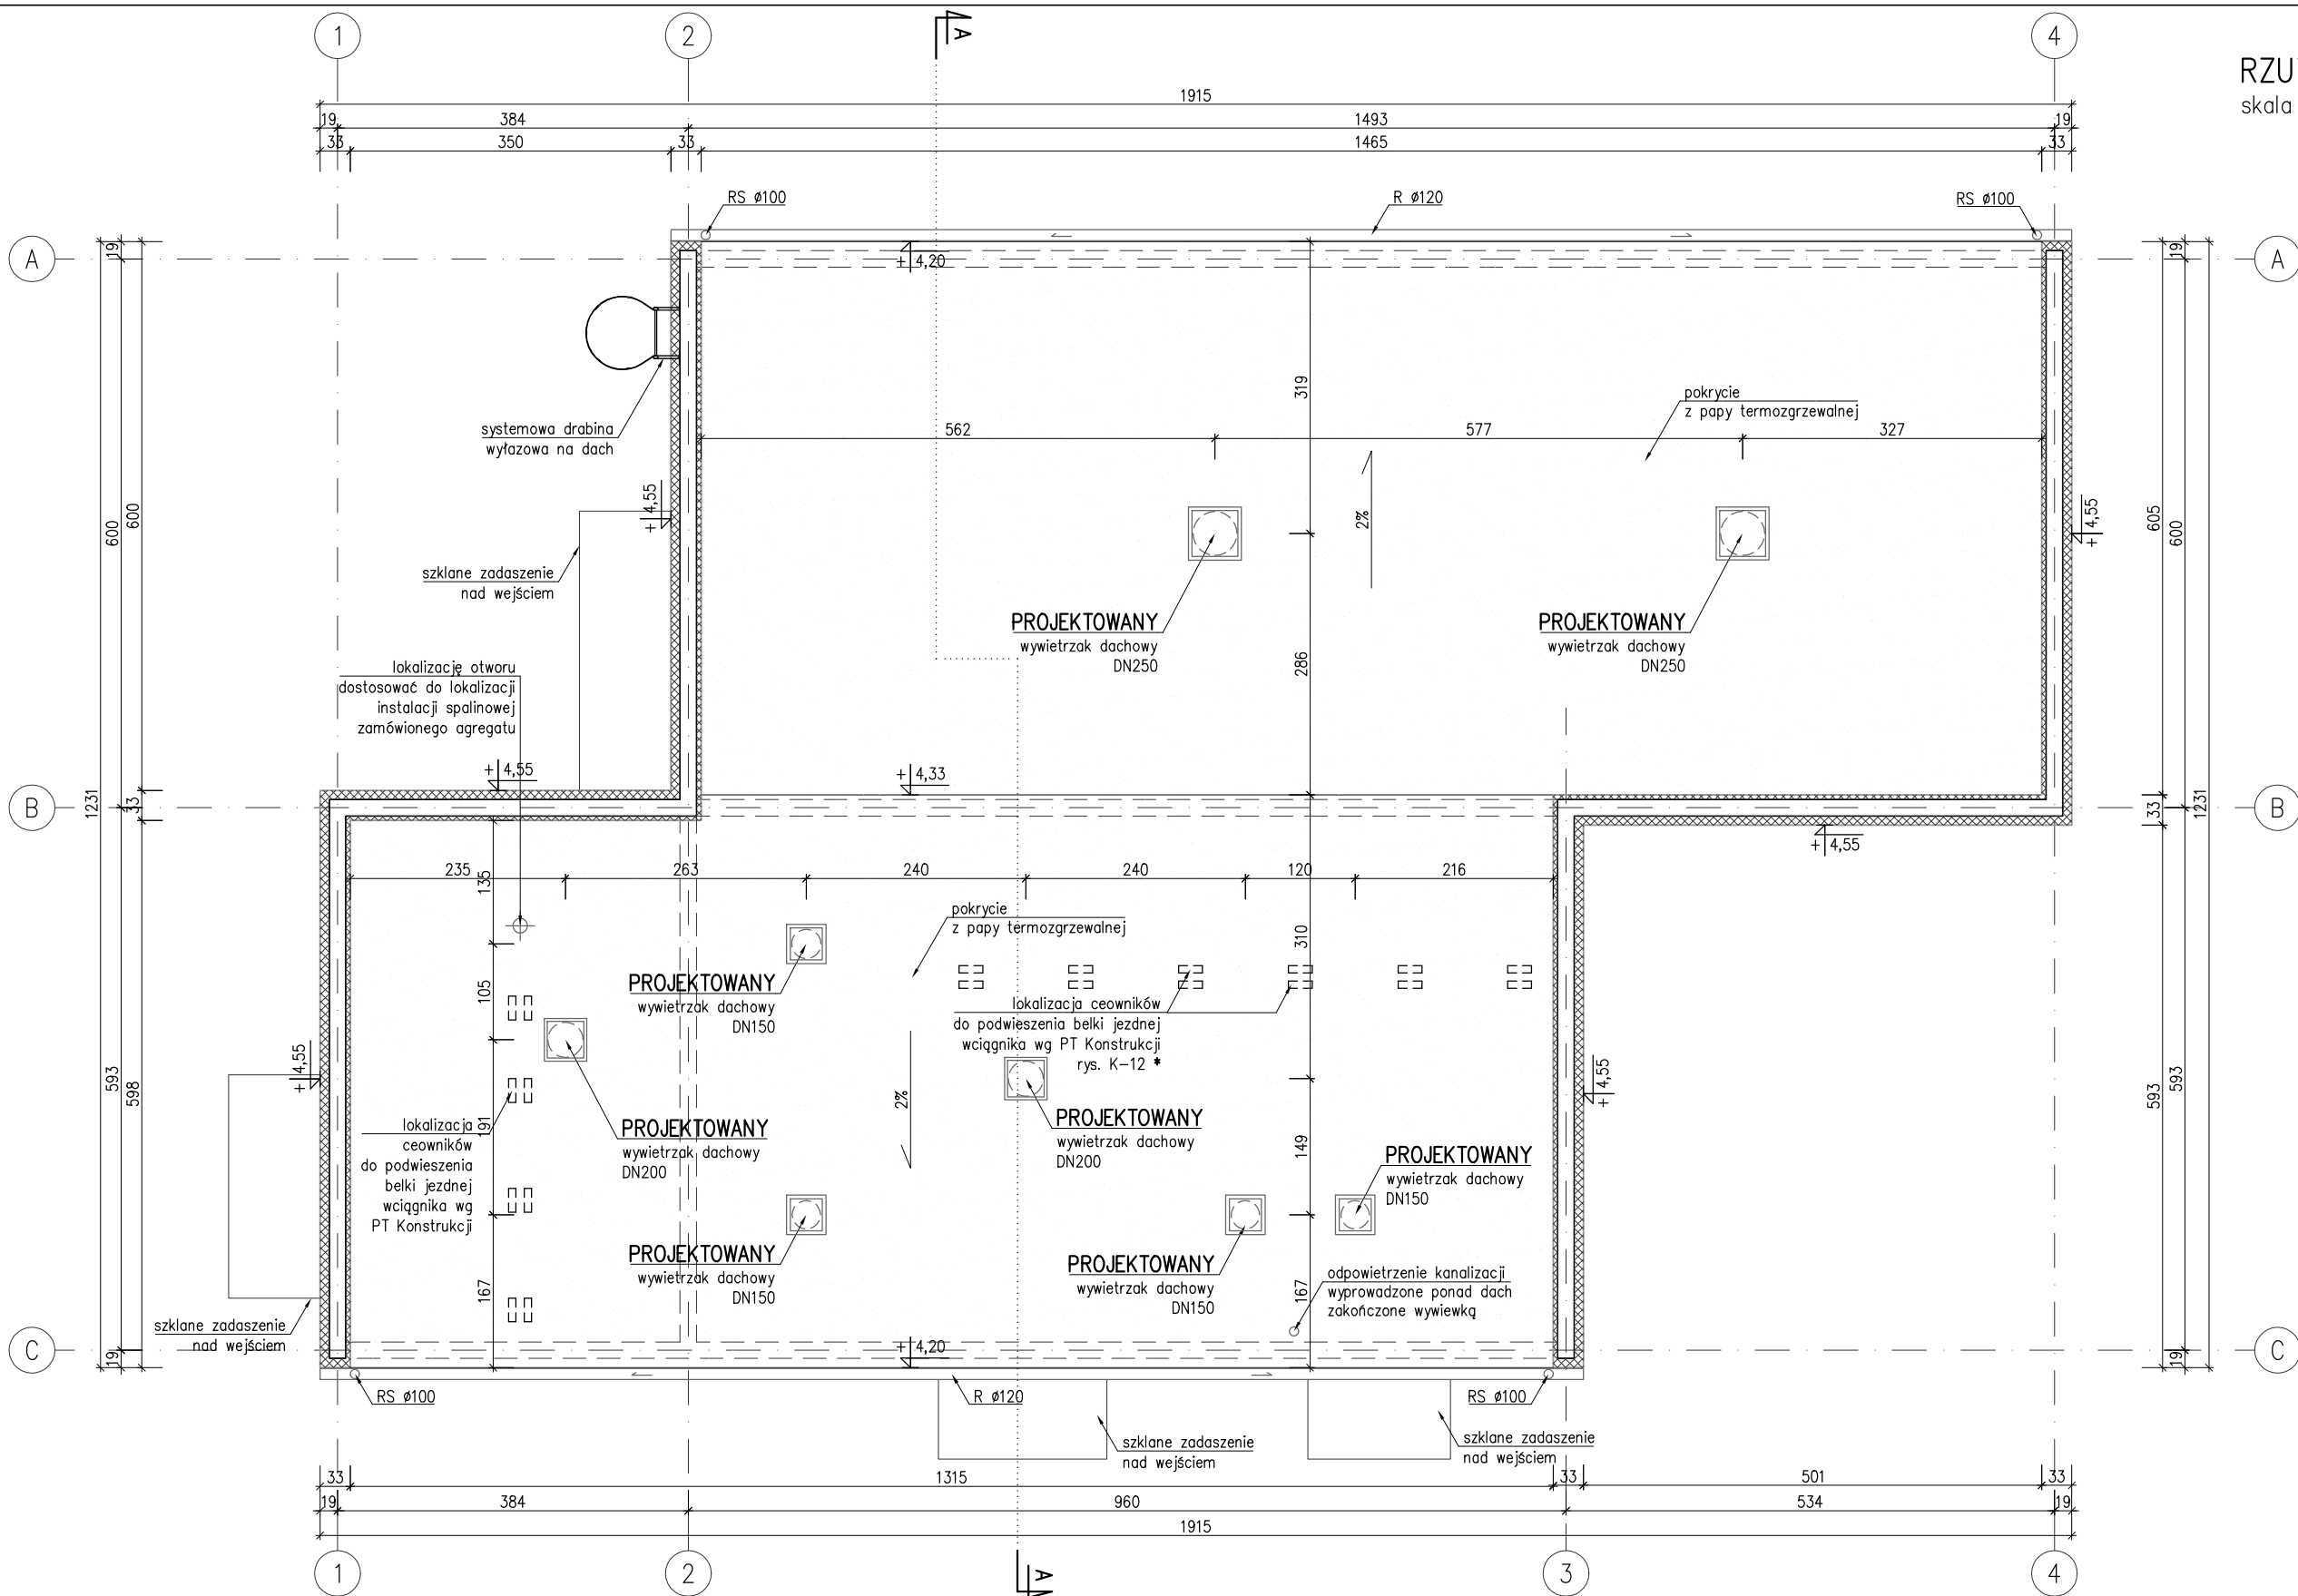 1
2
A
4
RZU
skala
1915
19
384
1493
19
33
350
33
1465
33
RS ø100
R ø120
RS ø100
A
A
19
19
+ 4,20
319
pokrycie
z papy termozgrzewalnej
systemowa drabina
wyłazowa na dach
562
577
327
+ 4,55
2%
+ 4,55
600
600
605
600
szklane zadaszenie
nad wejściem
PROJEKTOWANY
wywietrzak dachowy
DN250
PROJEKTOWANY
wywietrzak dachowy
DN250
286
lokalizację otworu
dostosować do lokalizacji
instalacji spalinowej
zamówionego agregatu
+ 4,55
+ 4,33
B
B
1231
33
33
1231
+ 4,55
235
263
240
240
120
216
135
pokrycie
z papy termozgrzewalnej
310
PROJEKTOWANY
wywietrzak dachowy
DN150
105
lokalizacja ceowników
do podwieszenia belki jezdnej
wciągnika wg PT Konstrukcji
rys. K-12 *
+ 4,55
+ 4,55
593
598
593
593
2%
lokalizacja
ceowników
do podwieszenia
belki jezdnej
wciągnika wg
PT Konstrukcji
191
PROJEKTOWANY
wywietrzak dachowy
DN200
PROJEKTOWANY
wywietrzak dachowy
DN200
149
PROJEKTOWANY
wywietrzak dachowy
DN150
PROJEKTOWANY
wywietrzak dachowy
DN150
PROJEKTOWANY
wywietrzak dachowy
DN150
167
167
odpowietrzenie kanalizacji
wyprowadzone ponad dach
zakończone wywiewką
szklane zadaszenie
nad wejściem
+ 4,20
C
C
19
19
RS ø100
R ø120
RS ø100
szklane zadaszenie
nad wejściem
szklane zadaszenie
nad wejściem
33
1315
33
501
33
19
384
960
534
19
1915
1
2
A
3
4